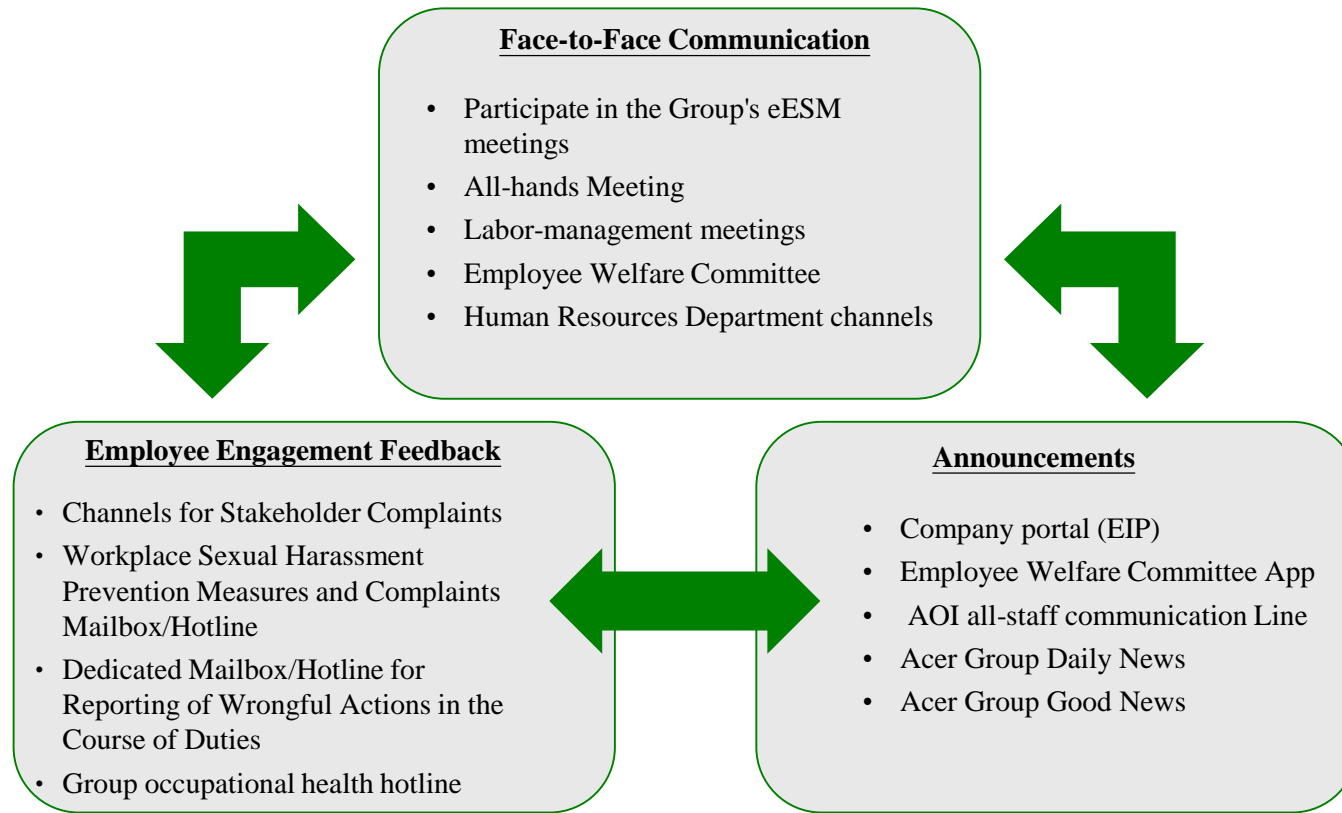 Face-to-Face Communication
• Participate in the Group's eESM
meetings
• All-hands Meeting
• Labor-management meetings
• Employee Welfare Committee
• Human Resources Department channels
Employee Engagement Feedback
• Channels for Stakeholder Complaints
• Workplace Sexual Harassment
Prevention Measures and Complaints
Mailbox/Hotline
• Dedicated Mailbox/Hotline for
Reporting of Wrongful Actions in the
Course of Duties
• Group occupational health hotline
Announcements
• Company portal (EIP)
• Employee Welfare Committee App
• AOI all-staff communication Line
• Acer Group Daily News
• Acer Group Good News